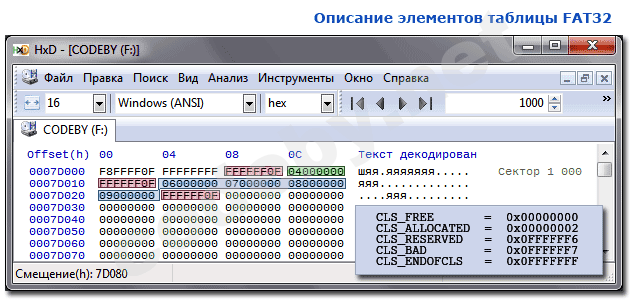 Описание элементов таблицы FAT32
HxD - [CODEBY (F:)]
Файл Правка Поиск Вид Анализ Инструменты Окно Справка
16 Windows (ANSI) hex 1000 »
CODEBY (F:)
Offset(h) 00 04 08 0C Текст декодирован
0007D000 F8FFFF0F FFFFFFFF FFFFFF0F 04000000 шяя.яяяяяяя..... Сектор 1 000
0007D010 FFFFFF0F 06000000 07000000 08000000 яяя.............
0007D020 09000000 FFFFFF0F 00000000 00000000 ....яяя.........
0007D030 00000000 00000000 00000000 00000000
0007D040 00000000 00000000 00000000 00000000
0007D050 00000000 00000000 00000000 00000000
0007D060 00000000 00000000 00000000 00000000
0007D070 00000000 00000000 00000000 00000000
CLS_FREE = 0x00000000
CLS_ALLOCATED = 0x00000002
CLS_RESERVED = 0x0FFFFFF6
CLS_BAD = 0x0FFFFFF7
CLS_ENDOFCLS = 0x0FFFFFFF
Смещение(h): 7D080